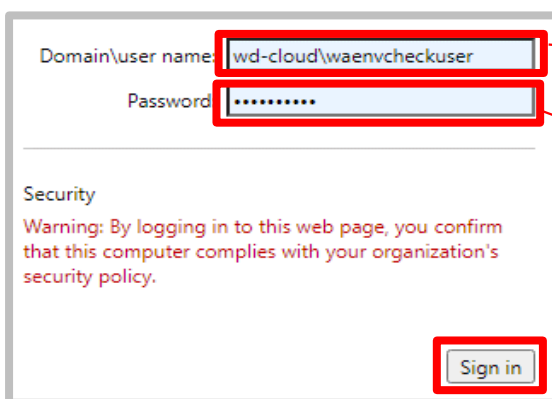 Domain\user name: wd-cloud\waenvcheckuser
Password: ••••••••••
Security
Warning: By logging in to this web page, you confirm
that this computer complies with your organization's
security policy.
Sign in